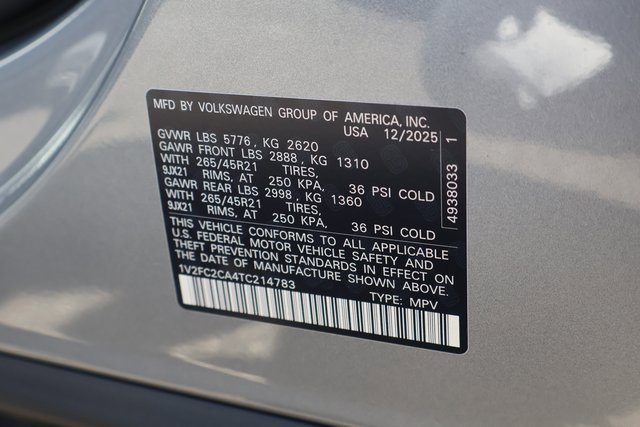 MFD BY VOLKSWAGEN GROUP OF AMERICA, INC.
USA 12/2025
GVWR LBS 5776, KG 2620
GAWR FRONT LBS 2888, KG 1310
WITH 265/45R21 TIRES,
9JX21 RIMS, AT 250 KPA, 36 PSI COLD
GAWR REAR LBS 2998, KG 1360
WITH 265/45R21 TIRES,
9JX21 RIMS, AT 250 KPA, 36 PSI COLD
THIS VEHICLE CONFORMS TO ALL APPLICABLE
U.S. FEDERAL MOTOR VEHICLE SAFETY AND
THEFT PREVENTION STANDARDS IN EFFECT ON
THE DATE OF MANUFACTURE SHOWN ABOVE.
1V2FC2CA4TC214783
TYPE: MPV
4938033 1